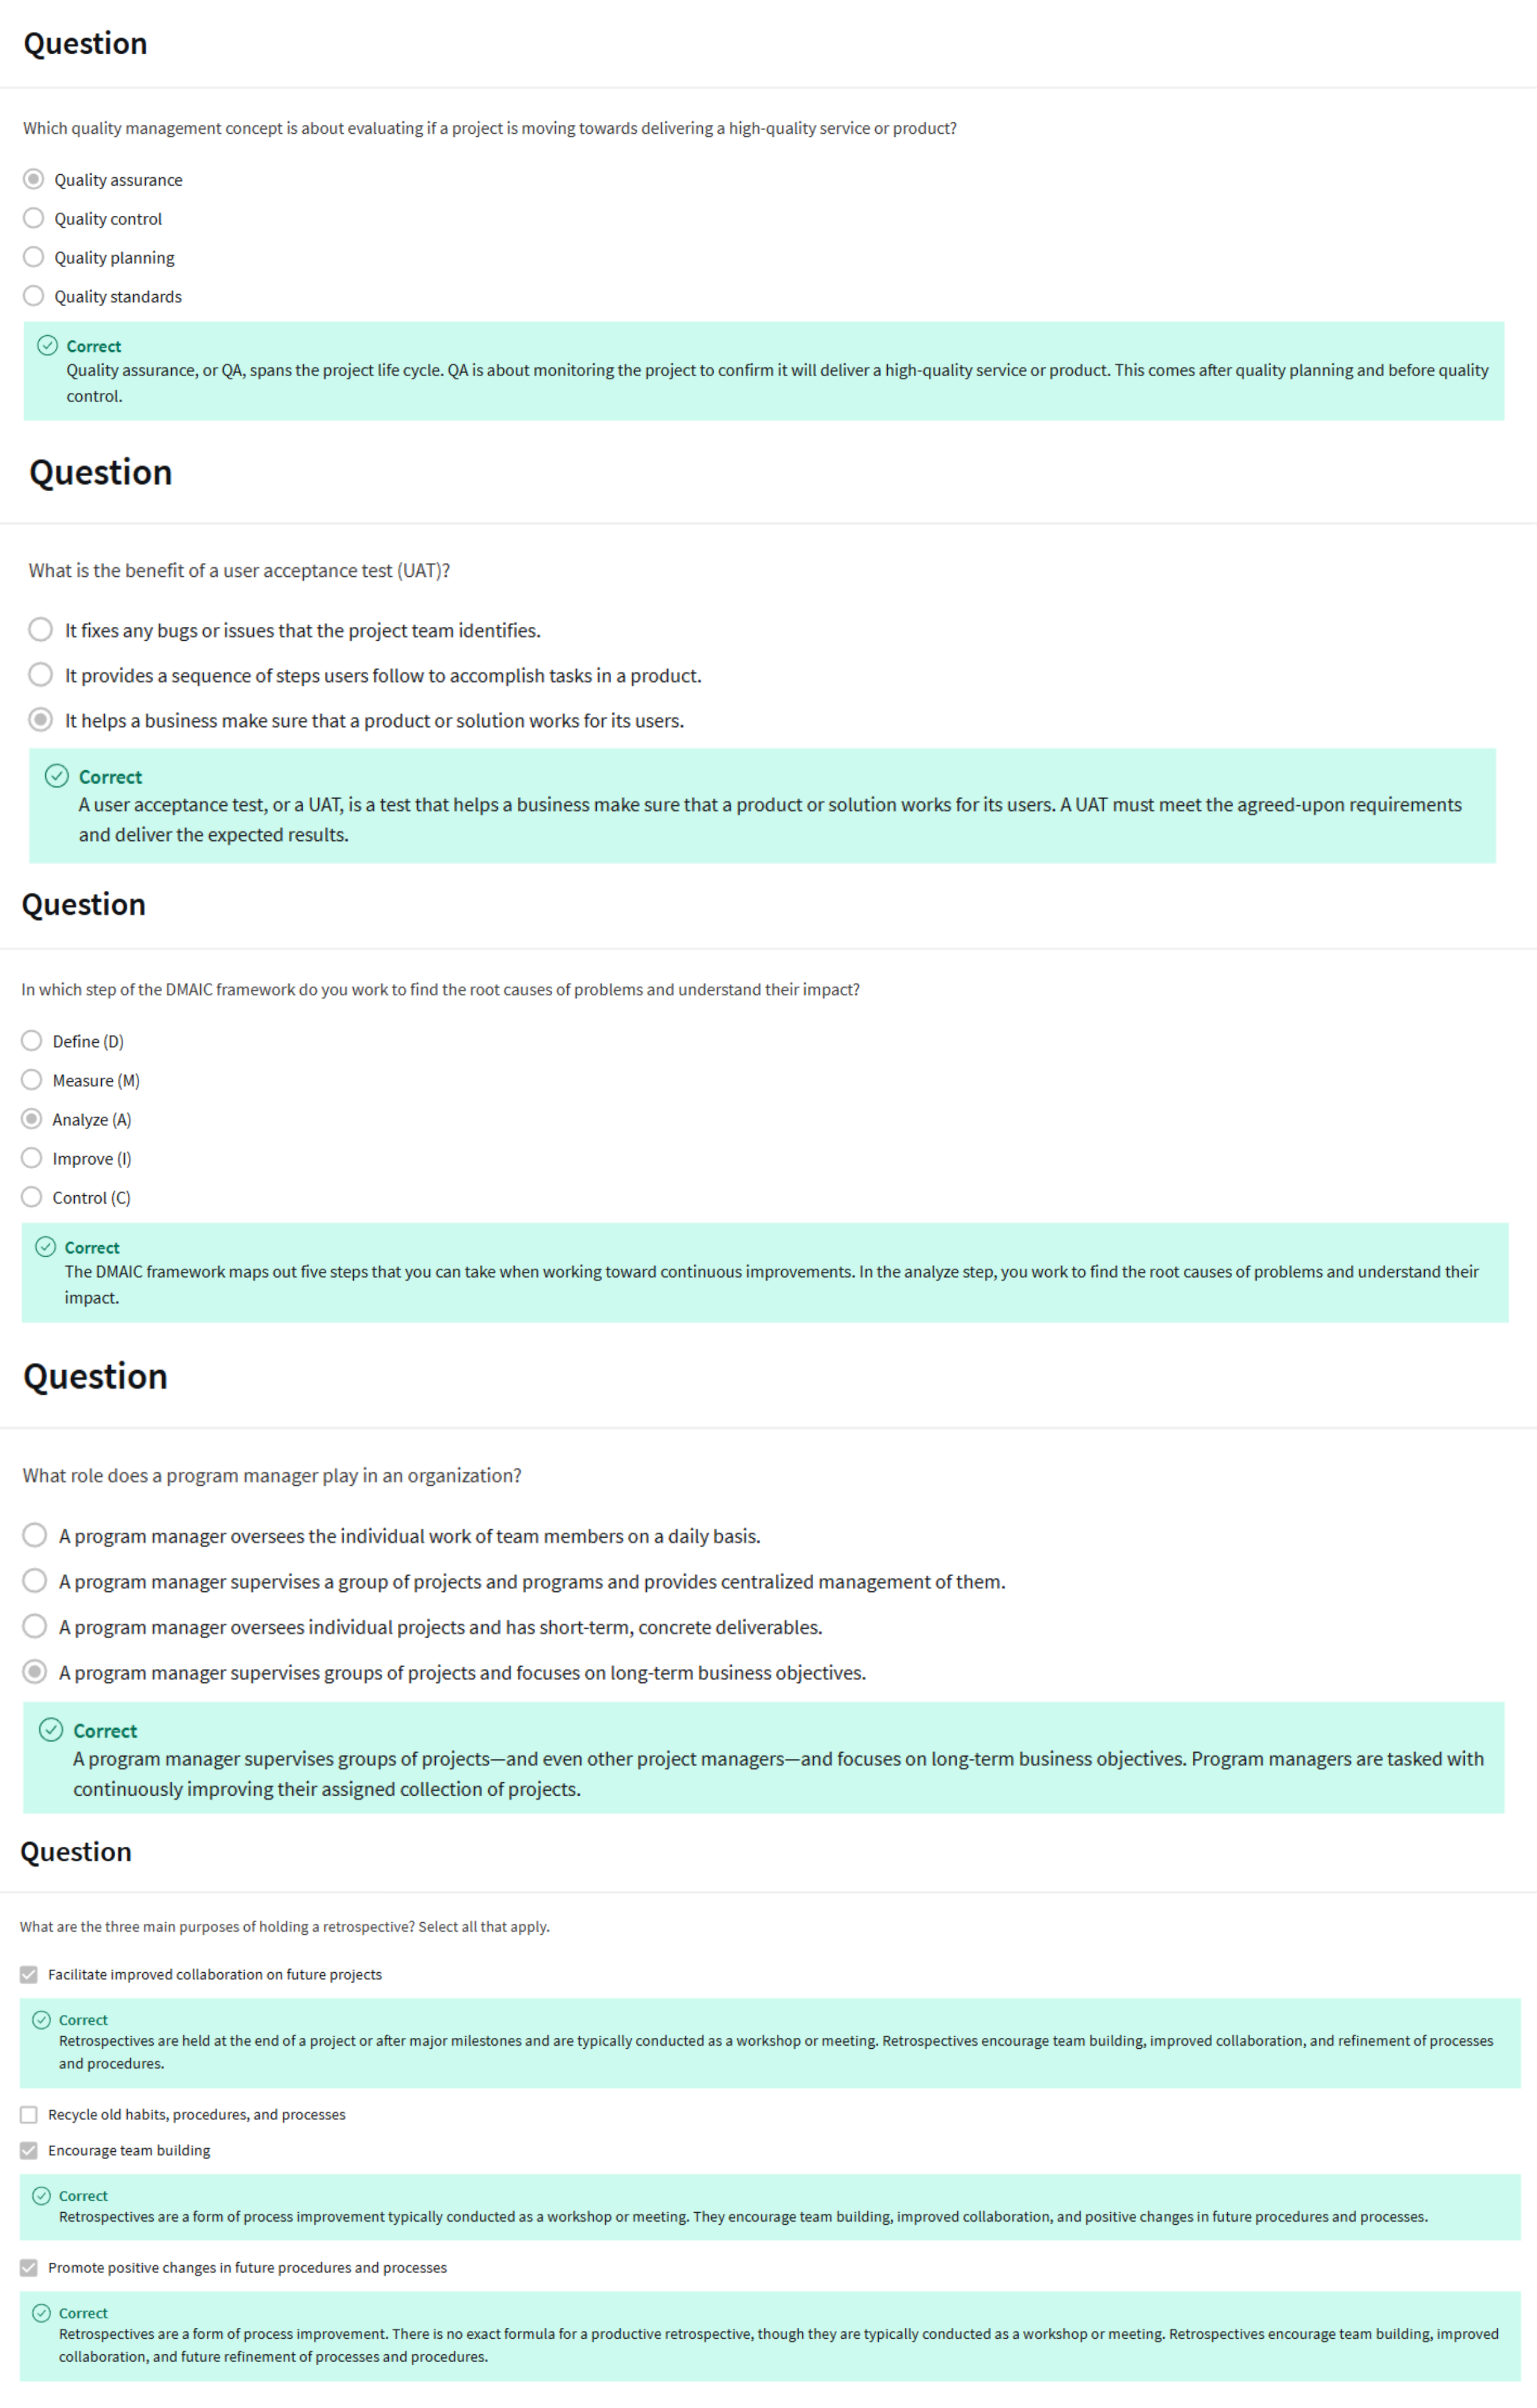 Question
Which quality management concept is about evaluating if a project is moving towards delivering a high-quality service or product?
Quality assurance
Quality control
Quality planning
Quality standards
Correct
Quality assurance, or QA, spans the project life cycle. QA is about monitoring the project to confirm it will deliver a high-quality service or product. This comes after quality planning and before quality
control.
Question
What is the benefit of a user acceptance test (UAT)?
It fixes any bugs or issues that the project team identifies.
It provides a sequence of steps users follow to accomplish tasks in a product.
It helps a business make sure that a product or solution works for its users.
Correct
A user acceptance test, or a UAT, is a test that helps a business make sure that a product or solution works for its users. A UAT must meet the agreed-upon requirements
and deliver the expected results.
Question
In which step of the DMAIC framework do you work to find the root causes of problems and understand their impact?
Define (D)
Measure (M)
Analyze (A)
Improve (I)
Control (C)
Correct
The DMAIC framework maps out five steps that you can take when working toward continuous improvements. In the analyze step, you work to find the root causes of problems and understand their
impact.
Question
What role does a program manager play in an organization?
A program manager oversees the individual work of team members on a daily basis.
A program manager supervises a group of projects and programs and provides centralized management of them.
A program manager oversees individual projects and has short-term, concrete deliverables.
A program manager supervises groups of projects and focuses on long-term business objectives.
Correct
A program manager supervises groups of projects—and even other project managers—and focuses on long-term business objectives. Program managers are tasked with
continuously improving their assigned collection of projects.
Question
What are the three main purposes of holding a retrospective? Select all that apply.
Facilitate improved collaboration on future projects
Correct
Retrospectives are held at the end of a project or after major milestones and are typically conducted as a workshop or meeting. Retrospectives encourage team building, improved collaboration, and refinement of processes
and procedures.
Recycle old habits, procedures, and processes
Encourage team building
Correct
Retrospectives are a form of process improvement typically conducted as a workshop or meeting. They encourage team building, improved collaboration, and positive changes in future procedures and processes.
Promote positive changes in future procedures and processes
Correct
Retrospectives are a form of process improvement. There is no exact formula for a productive retrospective, though they are typically conducted as a workshop or meeting. Retrospectives encourage team building, improved
collaboration, and future refinement of processes and procedures.